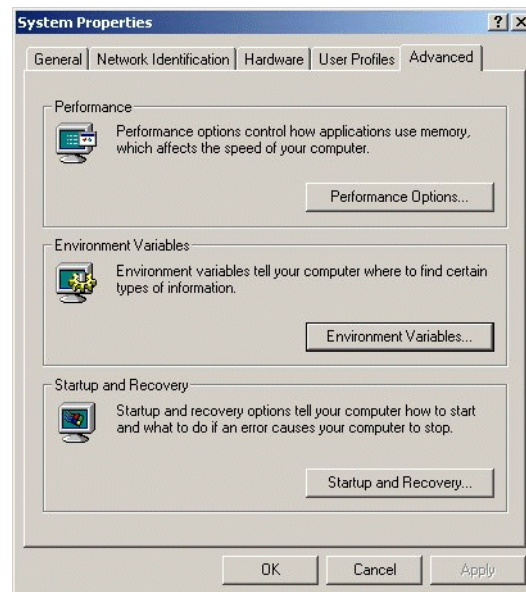 System Properties
General
Network Identification
Hardware
User Profiles
Advanced
Performance
Performance options control how applications use memory,
which affects the speed of your computer.
Performance Options...
Environment Variables
Environment variables tell your computer where to find certain
types of information.
Environment Variables...
Startup and Recovery
Startup and recovery options tell your computer how to start
and what to do if an error causes your computer to stop.
Startup and Recovery...
OK
Cancel
Apply